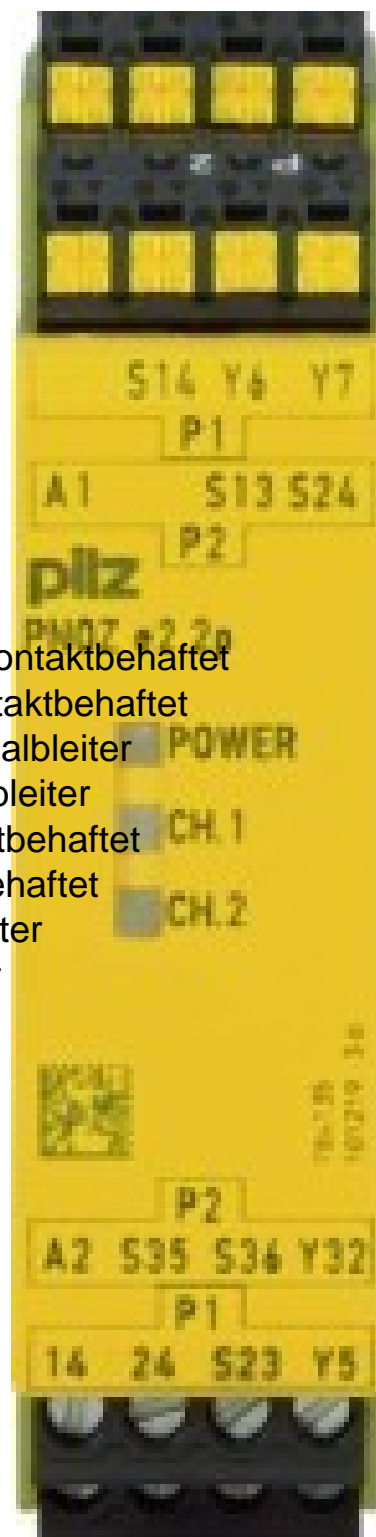 S14 Y6 Y7
P1
A1 S13 S24
P2
pilz
PNOZ e2.2p
ontaktbehaftet
taktbehaftet
albleiter
POWER
bleiter
CH. 1
tbehaftet
ehaftet
CH. 2
ter
P2
A2 S35 S36 Y32
P1
14 24 S23 Y5